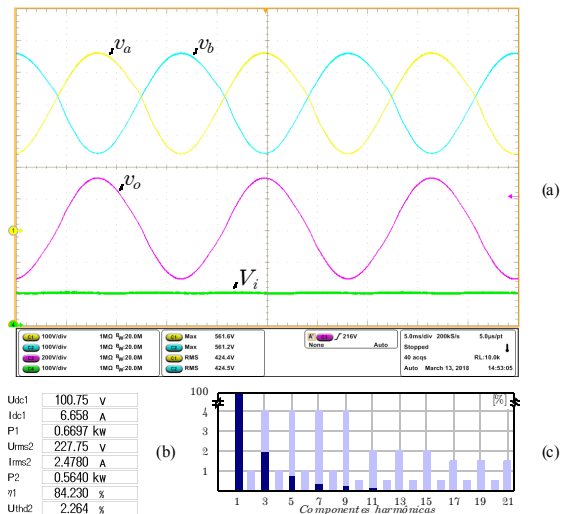 v_a
v_b
v_o
V_i
1
4
(a)
C1 100V/div 1MΩ B_W:20.0M
C2 100V/div 1MΩ B_W:20.0M
C3 200V/div 1MΩ B_W:20.0M
C4 100V/div 1MΩ B_W:20.0M
C1 Max 561.6V
C2 Max 561.2V
C1 RMS 424.4V
C2 RMS 424.5V
A' C3 ∫ 216V
None Auto
5.0ms/div 200kS/s 5.0µs/pt
Stopped
40 acqs RL:10.0k
Auto March 13, 2018 14:53:05
Udc1 100.75 V
Idc1 6.658 A
P1 0.6697 kW
Urms2 227.75 V
Irms2 2.4780 A
P2 0.5640 kW
η1 84.230 %
Uthd2 2.264 %
(b)
100
[%]
4
3
2
1
1 3 5 7 9 11 13 15 17 19 21
Componentes harmónicas
(c)